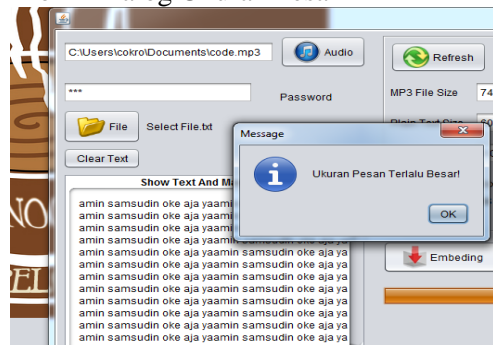 C:\Users\cokro\Documents\code.mp3
Audio
Refresh
***
Password
MP3 File Size
74
File
Select File.txt
Message
Ukuran Pesan Terlalu Besar!
OK
Clear Text
Show Text And
amin samsudin oke aja yaamin
amin samsudin oke aja yaamin
amin samsudin oke aja yaamin
amin samsudin oke aja yaamin samsudin oke aja ya
amin samsudin oke aja yaamin samsudin oke aja ya
amin samsudin oke aja yaamin samsudin oke aja ya
amin samsudin oke aja yaamin samsudin oke aja ya
amin samsudin oke aja yaamin samsudin oke aja ya
amin samsudin oke aja yaamin samsudin oke aja ya
amin samsudin oke aja yaamin samsudin oke aja ya
amin samsudin oke aja yaamin samsudin oke aja ya
amin samsudin oke aja yaamin samsudin oke aja ya
Embeding
NO
PEL